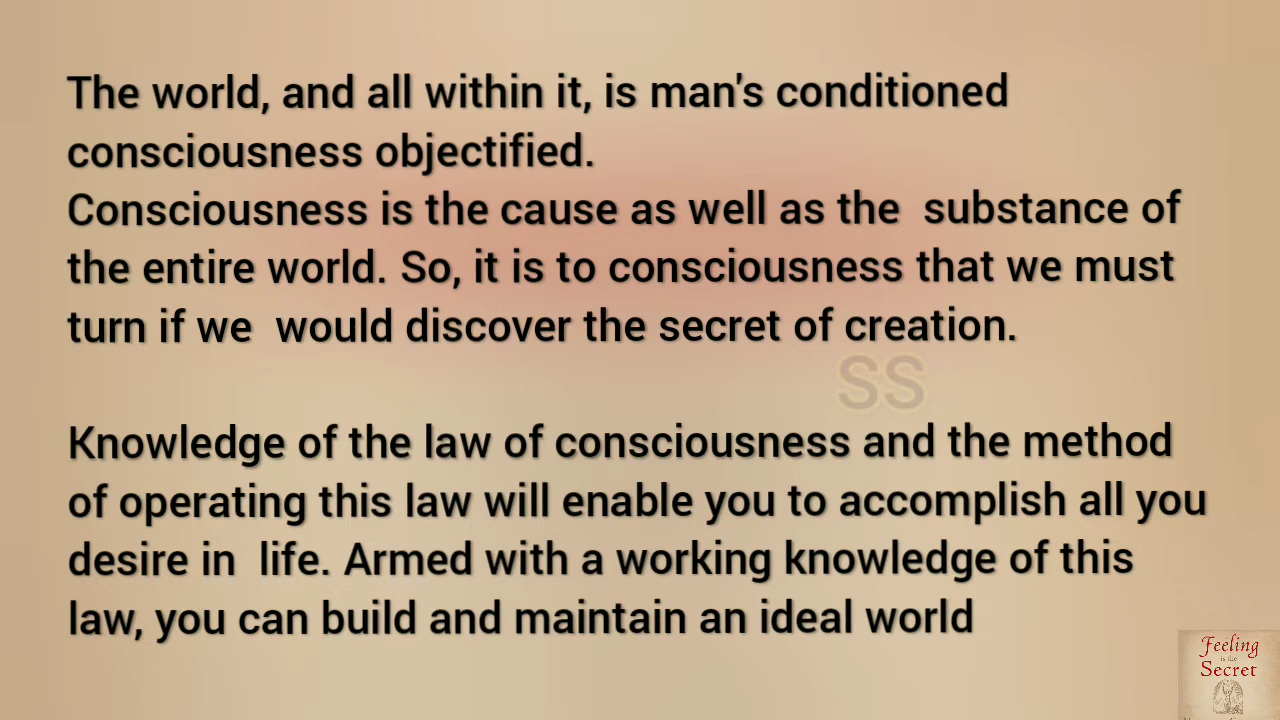 The world, and all within it, is man's conditioned
consciousness objectified.
Consciousness is the cause as well as the  substance of
the entire world. So, it is to consciousness that we must
turn if we  would discover the secret of creation.
SS
Knowledge of the law of consciousness and the method
of operating this law will enable you to accomplish all you
desire in  life. Armed with a working knowledge of this
law, you can build and maintain an ideal world
Feeling
is the
Secret